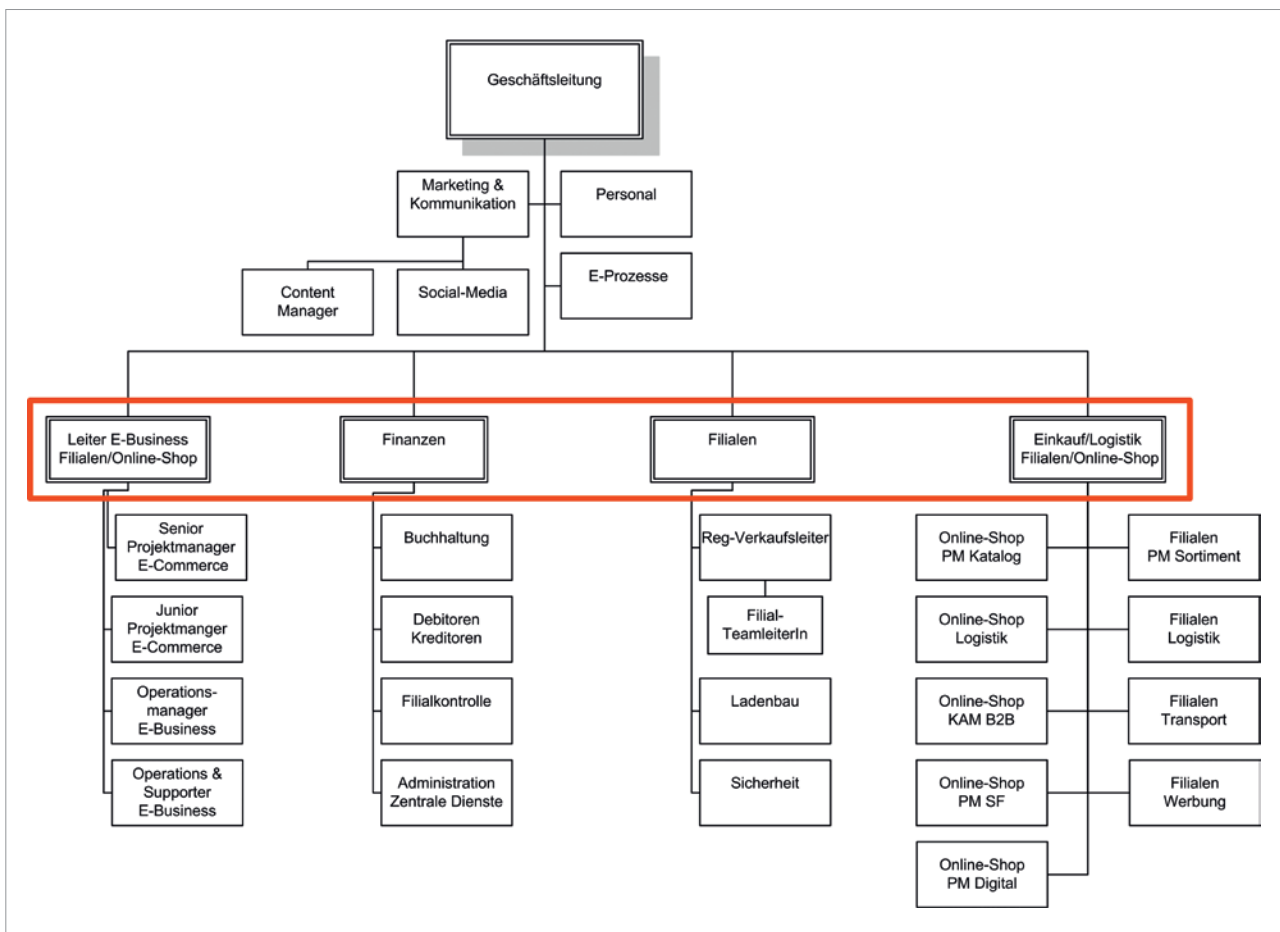 Geschäftsleitung
Marketing &
Kommunikation
Personal
Content
Manager
Social-Media
E-Prozesse
Leiter E-Business
Filialen/Online-Shop
Finanzen
Filialen
Einkauf/Logistik
Filialen/Online-Shop
Senior
Projektmanager
E-Commerce
Junior
Projektmanger
E-Commerce
Operations-
manager
E-Business
Operations &
Supporter
E-Business
Buchhaltung
Debitoren
Kreditoren
Filialkontrolle
Administration
Zentrale Dienste
Reg-Verkaufsleiter
Filial-
TeamleiterIn
Ladenbau
Sicherheit
Online-Shop
PM Katalog
Online-Shop
Logistik
Online-Shop
KAM B2B
Online-Shop
PM SF
Online-Shop
PM Digital
Filialen
PM Sortiment
Filialen
Logistik
Filialen
Transport
Filialen
Werbung